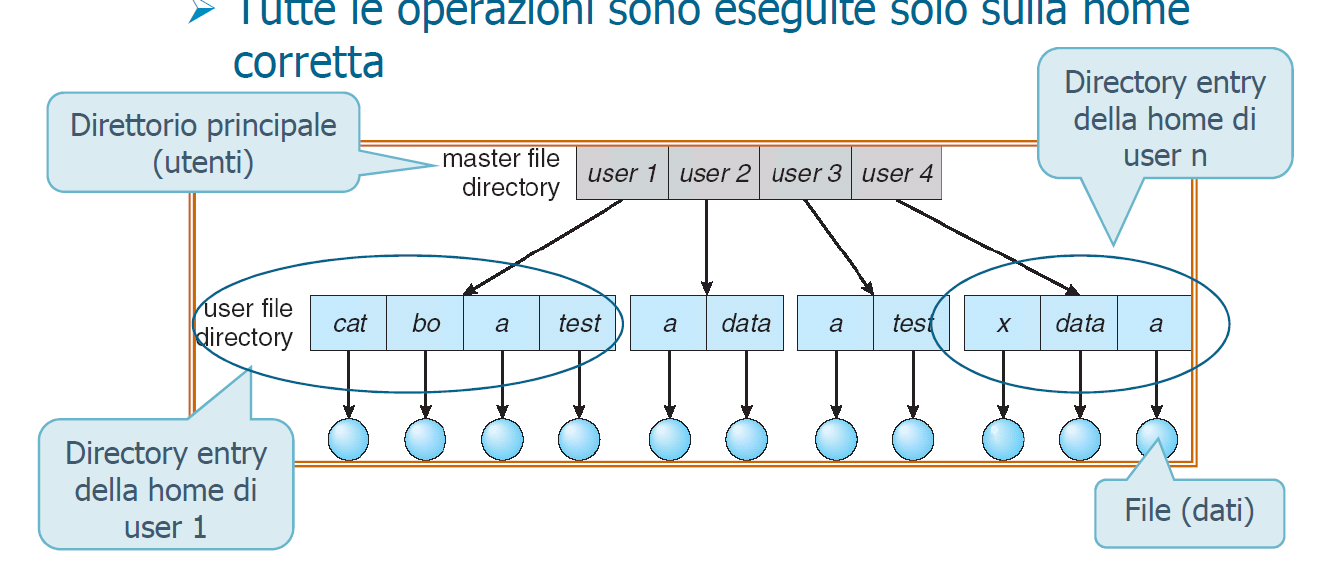 Tutte le operazioni sono eseguite solo sulla home
corretta
Direttorio principale
(utenti)
Directory entry
della home di
user n
master file
directory
user 1 user 2 user 3 user 4
user file
directory
cat bo a test a data a test x data a
Directory entry
della home di
user 1
File (dati)